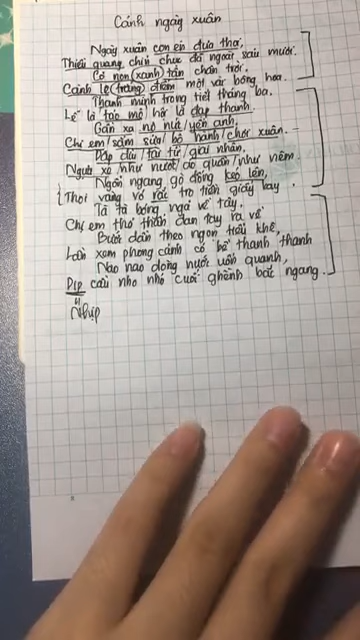 Cảnh ngày xuân
Ngày xuân con én đưa thoi,
Thiều quang chín chục đã ngoài sáu mươi.
Cỏ non (xanh) tận chân trời,
Cành lê (trắng) điểm một vài bông hoa.
Thanh minh trong tiết tháng ba,
Lễ là tảo mộ, hội là đạp thanh.
Gần xa nô nức/yến anh,
Chị em/sắm sửa/bộ hành/chơi xuân.
Dập dìu/tài tử/giai nhân,
Ngựa xe như nước/áo quần/như nêm.
Ngổn ngang gò đống kéo lên,
Thoi vàng vó rắc tro tiền giấy bay.
Tà tà bóng ngả về tây,
Chị em thơ thẩn dan tay ra về
Bước dần theo ngọn tiểu khê,
Lần xem phong cảnh có bề thanh thanh
Nao nao dòng nước uốn quanh,
Dịp cầu nho nhỏ cuối ghềnh bắc ngang.
Nhịp